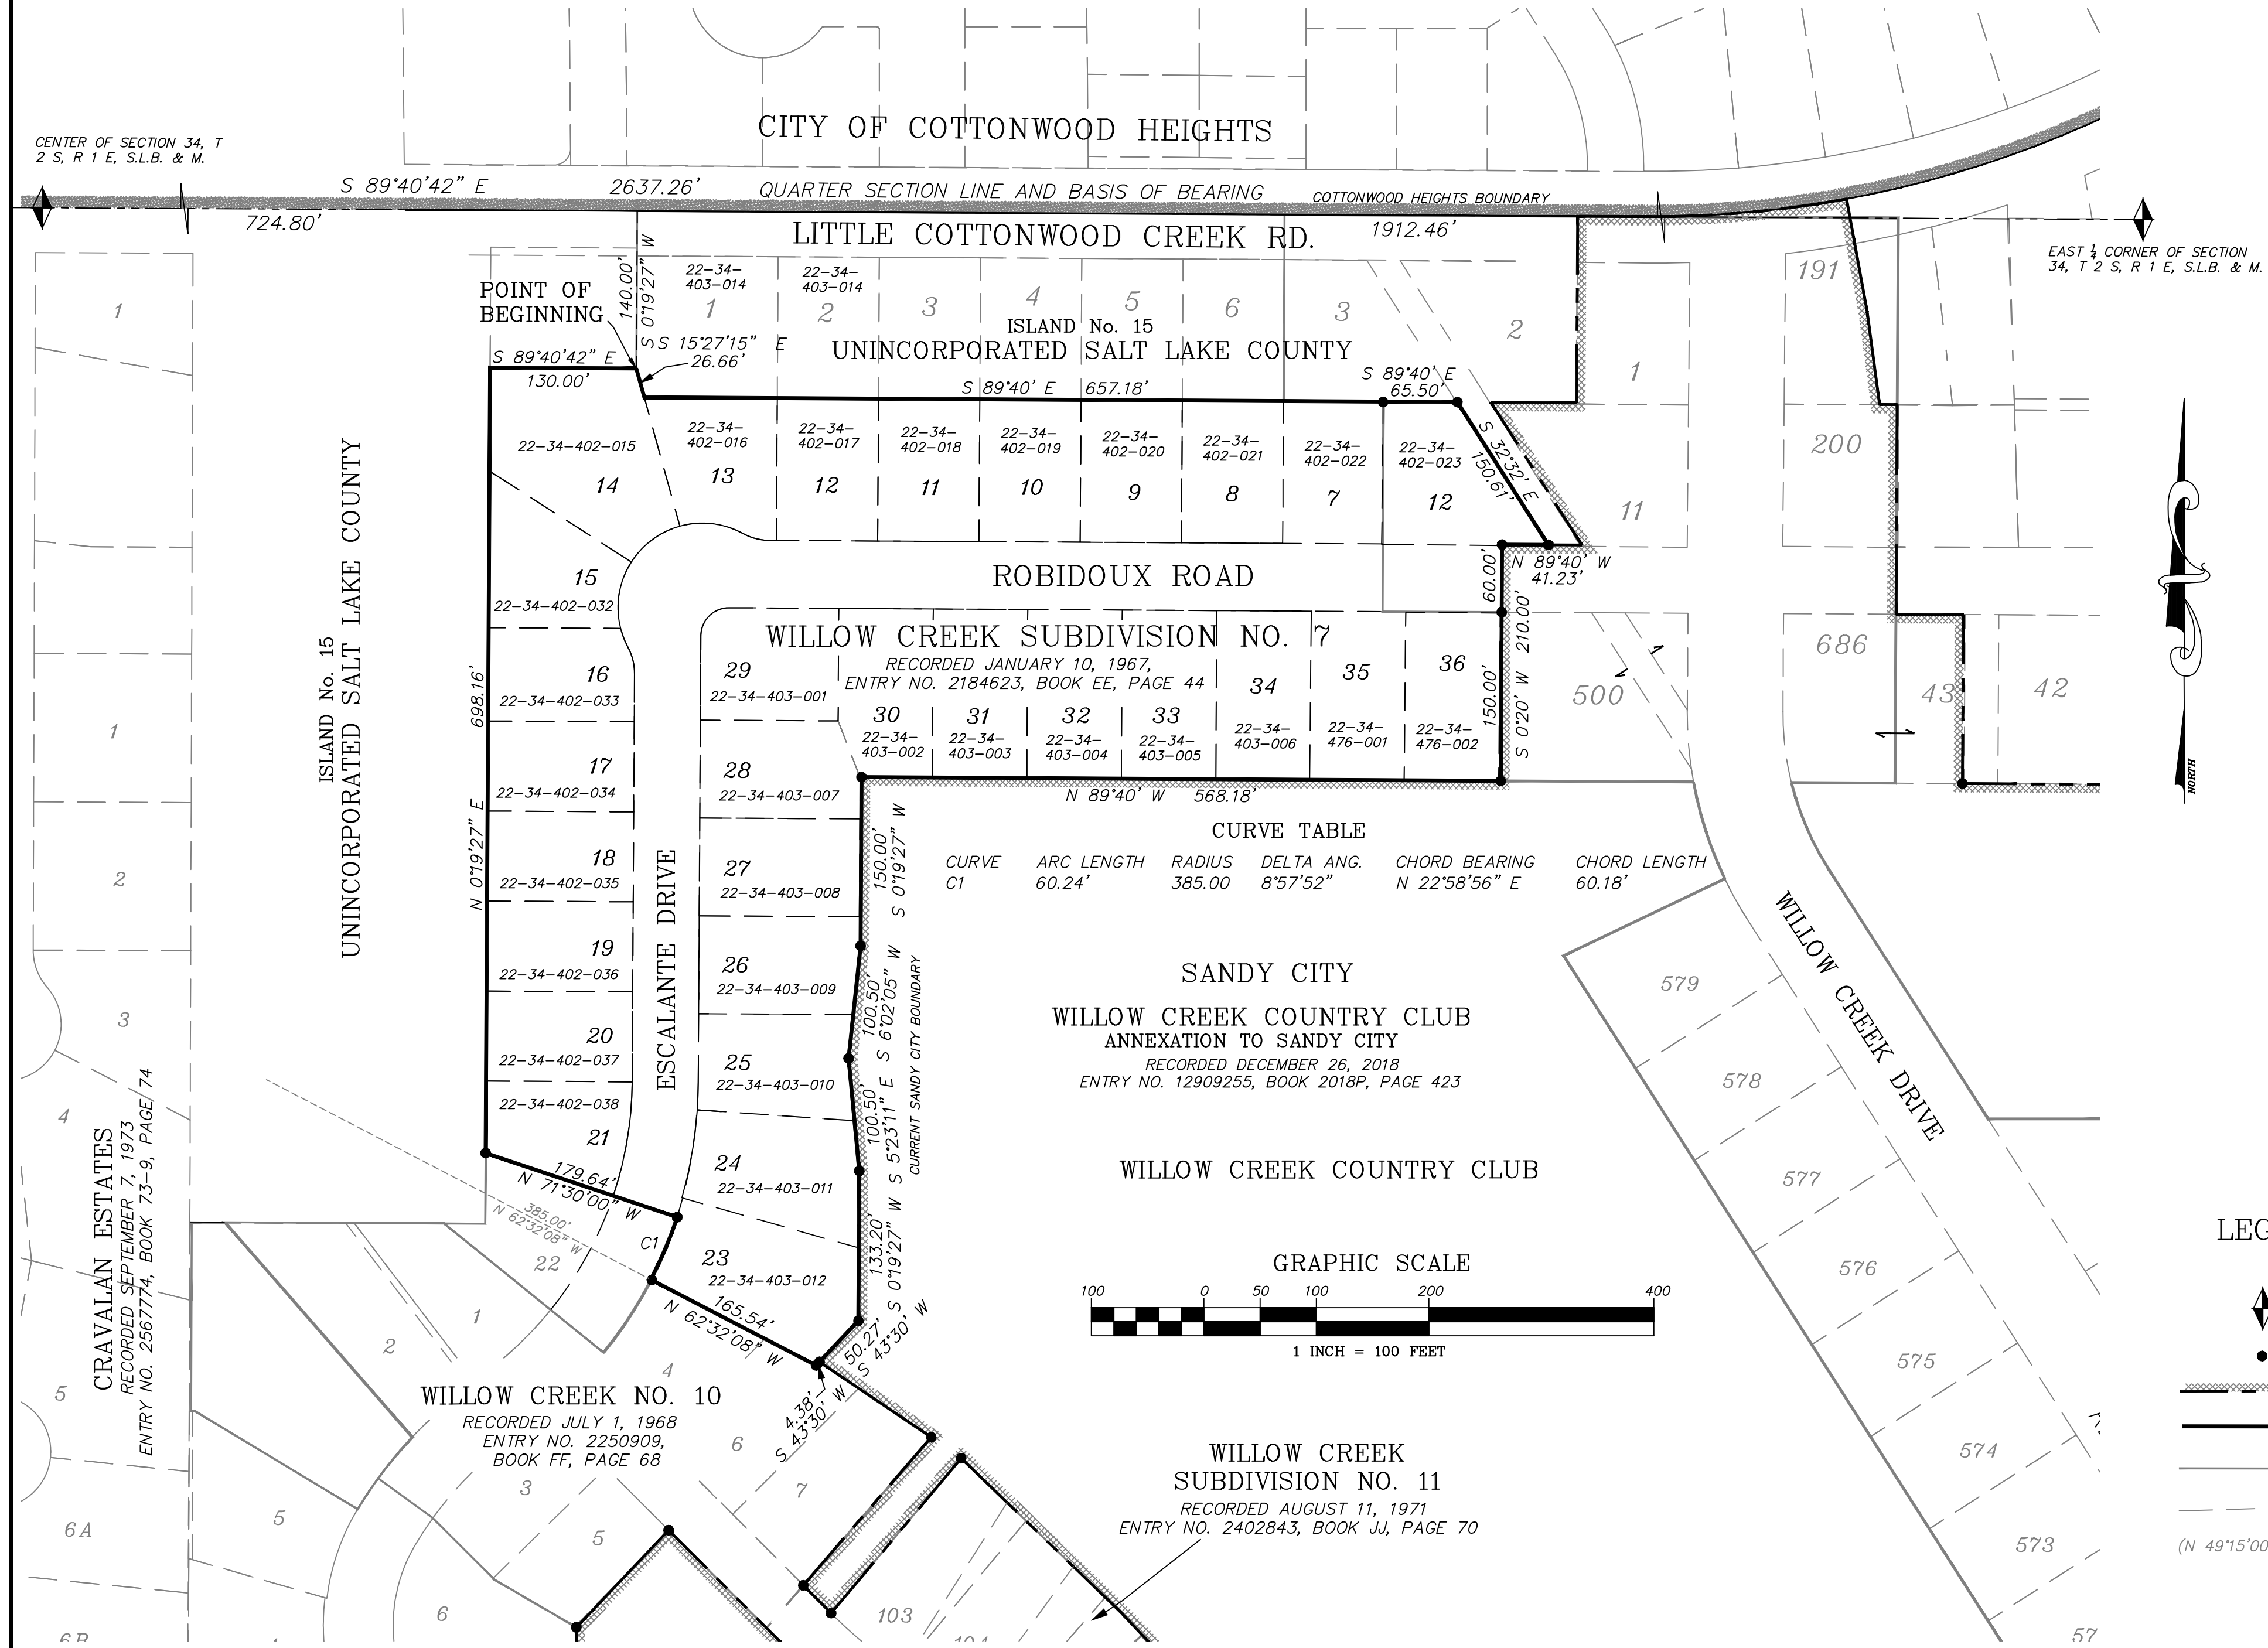 CITY OF COTTONWOOD HEIGHTS
CENTER OF SECTION 34, T
2 S, R 1 E, S.L.B. & M.
S 89°40'42" E
2637.26'
QUARTER SECTION LINE AND BASIS OF BEARING
COTTONWOOD HEIGHTS BOUNDARY
724.80'
LITTLE COTTONWOOD CREEK RD.
1912.46'
EAST 1/4 CORNER OF SECTION
34, T 2 S, R 1 E, S.L.B. & M.
140.00'
S 0°19'27" W
22-34-
403-014
1
22-34-
403-014
2
3
4
5
6
3
2
1
191
1
POINT OF
BEGINNING
ISLAND No. 15
UNINCORPORATED SALT LAKE COUNTY
S 15°27'15" E
26.66'
S 89°40'42" E
130.00'
S 89°40' E 657.18'
S 89°40' E
65.50'
22-34-402-015
14
22-34-
402-016
13
22-34-
402-017
12
22-34-
402-018
11
22-34-
402-019
10
22-34-
402-020
9
22-34-
402-021
8
22-34-
402-022
7
22-34-
402-023
12
S 32°32' E
150.61'
11
200
N 89°40' W
41.23'
60.00'
210.00'
S 0°20' W
150.00'
ISLAND No. 15
UNINCORPORATED SALT LAKE COUNTY
698.16'
N 0°19'27" E
ROBIDOUX ROAD
15
22-34-402-032
16
22-34-402-033
17
22-34-402-034
18
22-34-402-035
19
22-34-402-036
20
22-34-402-037
22-34-402-038
21
ESCALANTE DRIVE
WILLOW CREEK SUBDIVISION NO. 7
RECORDED JANUARY 10, 1967,
ENTRY NO. 2184623, BOOK EE, PAGE 44
29
22-34-403-001
30
22-34-
403-002
31
22-34-
403-003
32
22-34-
403-004
33
22-34-
403-005
34
22-34-
403-006
35
22-34-
476-001
36
22-34-
476-002
500
686
43
42
N 89°40' W 568.18'
28
22-34-403-007
27
22-34-403-008
26
22-34-403-009
25
22-34-403-010
24
22-34-403-011
23
22-34-403-012
150.00'
S 0°19'27" W
100.50'
S 6°02'05" W
100.50'
S 5°23'11" E
133.20'
S 0°19'27" W
CURRENT SANDY CITY BOUNDARY
50.27'
S 43°30' W
4.38'
S 43°30' W
CURVE TABLE
CURVE ARC LENGTH RADIUS DELTA ANG. CHORD BEARING CHORD LENGTH
C1 60.24' 385.00 8°57'52" N 22°58'56" E 60.18'
SANDY CITY
WILLOW CREEK COUNTRY CLUB
ANNEXATION TO SANDY CITY
RECORDED DECEMBER 26, 2018
ENTRY NO. 12909255, BOOK 2018P, PAGE 423
WILLOW CREEK COUNTRY CLUB
WILLOW CREEK DRIVE
579
578
577
576
575
574
573
57
1
2
3
4
5
6A
6B
CRAVALAN ESTATES
RECORDED SEPTEMBER 7, 1973
ENTRY NO. 2567774, BOOK 73-9, PAGE 74
179.64'
N 71°30'00" W
385.00'
N 62°32'08" W
C1
22
165.54'
N 62°32'08" W
1
2
4
WILLOW CREEK NO. 10
RECORDED JULY 1, 1968
ENTRY NO. 2250909,
BOOK FF, PAGE 68
3
5
6
7
5
6
103
104
GRAPHIC SCALE
100 0 50 100 200 400
1 INCH = 100 FEET
WILLOW CREEK
SUBDIVISION NO. 11
RECORDED AUGUST 11, 1971
ENTRY NO. 2402843, BOOK JJ, PAGE 70
NORTH
LEG
(N 49°15'00